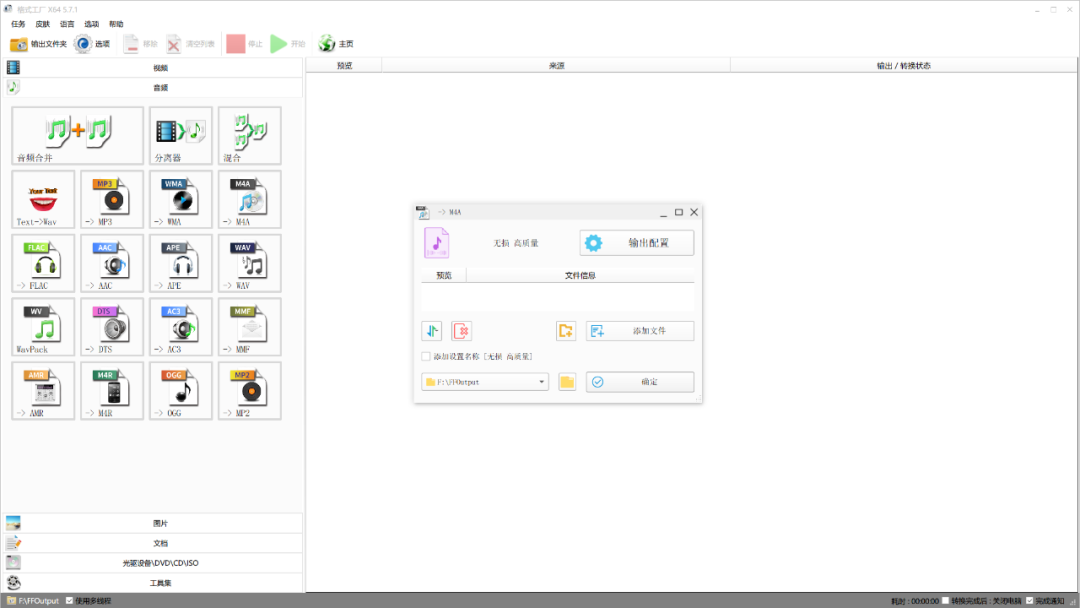 格式工厂 X64 5.7.1
任务 皮肤 语言 选项 帮助
输出文件夹 选项 移除 清空列表 停止 开始 主页
视频
音频
预览 来源 输出 / 转换状态
音频合并 分离器 混合
Your Text MP3 WMA M4A
Text->Wav -> MP3 -> WMA -> M4A
FLAC AAC APE WAV
-> FLAC -> AAC -> APE -> WAV
WV DTS AC3 MMF
WavPack -> DTS -> AC3 -> MMF
AMR M4R OGG MP2
-> AMR -> M4R -> OGG -> MP2
-> M4A
无损 高质量 输出配置
预览 文件信息
添加文件
添加设置名称 [无损 高质量]
F:\FFOutput 确定
图片
文档
光驱设备\DVD\CD\ISO
工具集
F:\FFOutput 使用多线程 耗时 : 00:00:00 转换完成后 : 关闭电脑 完成通知